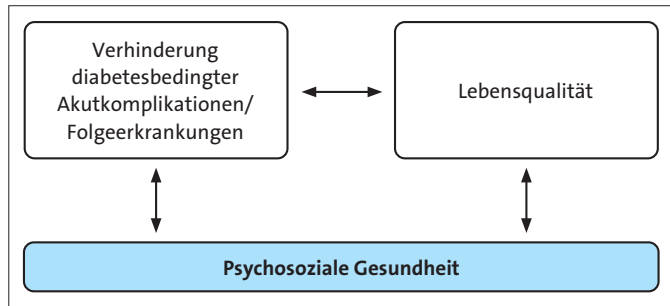 Verhinderung
diabetesbedingter
Akutkomplikationen/
Folgeerkrankungen
Lebensqualität
Psychosoziale Gesundheit